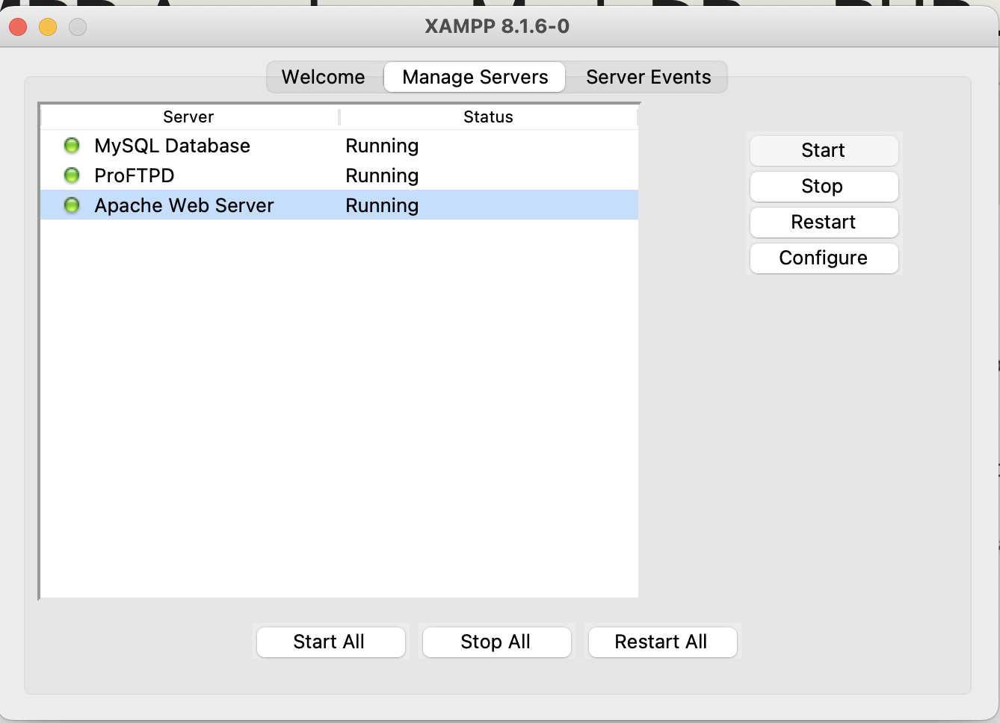 XAMPP 8.1.6-0
Welcome Manage Servers Server Events
Server Status
MySQL Database Running
ProFTPD Running
Apache Web Server Running
Start
Stop
Restart
Configure
Start All Stop All Restart All